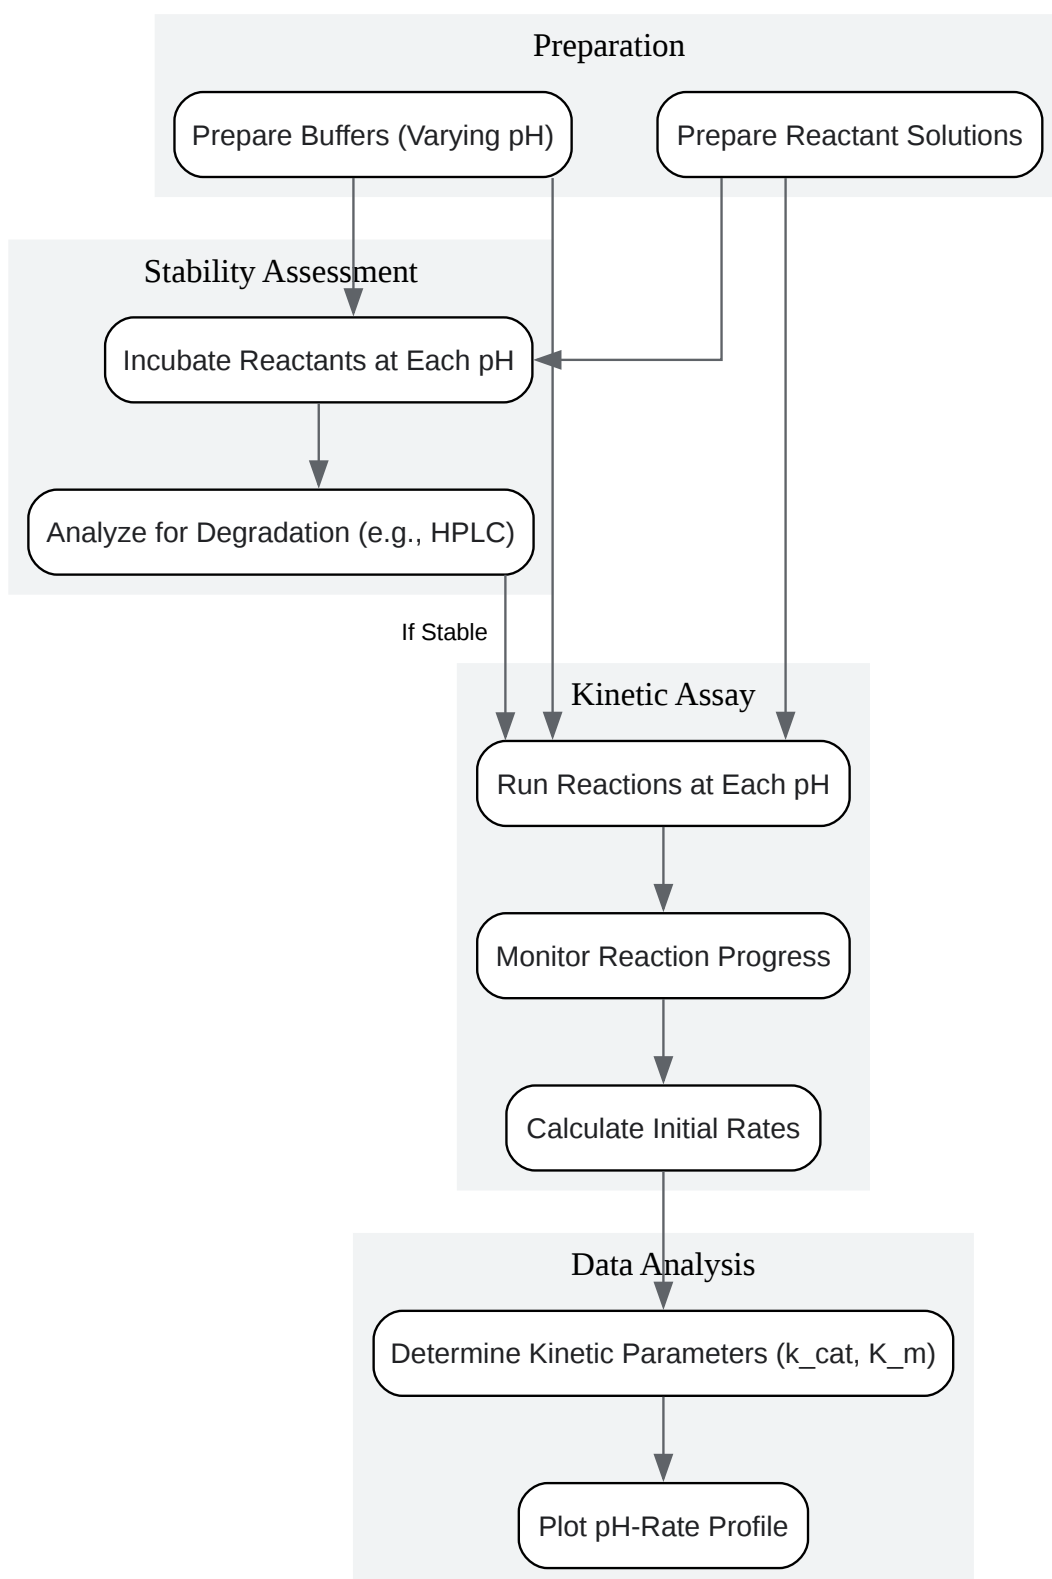 Preparation
Prepare Buffers (Varying pH)
Prepare Reactant Solutions
Stability Assessment
Incubate Reactants at Each pH
Analyze for Degradation (e.g., HPLC)
If Stable
Kinetic Assay
Run Reactions at Each pH
Monitor Reaction Progress
Calculate Initial Rates
Data Analysis
Determine Kinetic Parameters (k_cat, K_m)
Plot pH-Rate Profile